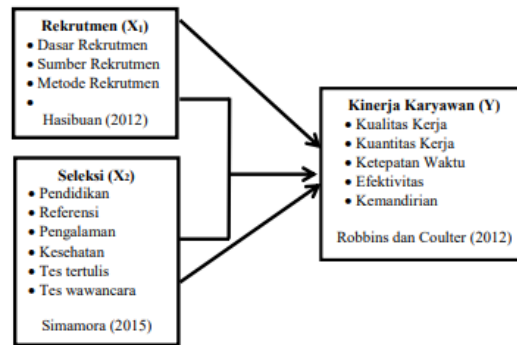 Rekrutmen (X₁)
• Dasar Rekrutmen
• Sumber Rekrutmen
• Metode Rekrutmen
•
Hasibuan (2012)
Seleksi (X₂)
• Pendidikan
• Referensi
• Pengalaman
• Kesehatan
• Tes tertulis
• Tes wawancara
Simamora (2015)
Kinerja Karyawan (Y)
• Kualitas Kerja
• Kuantitas Kerja
• Ketepatan Waktu
• Efektivitas
• Kemandirian
Robbins dan Coulter (2012)